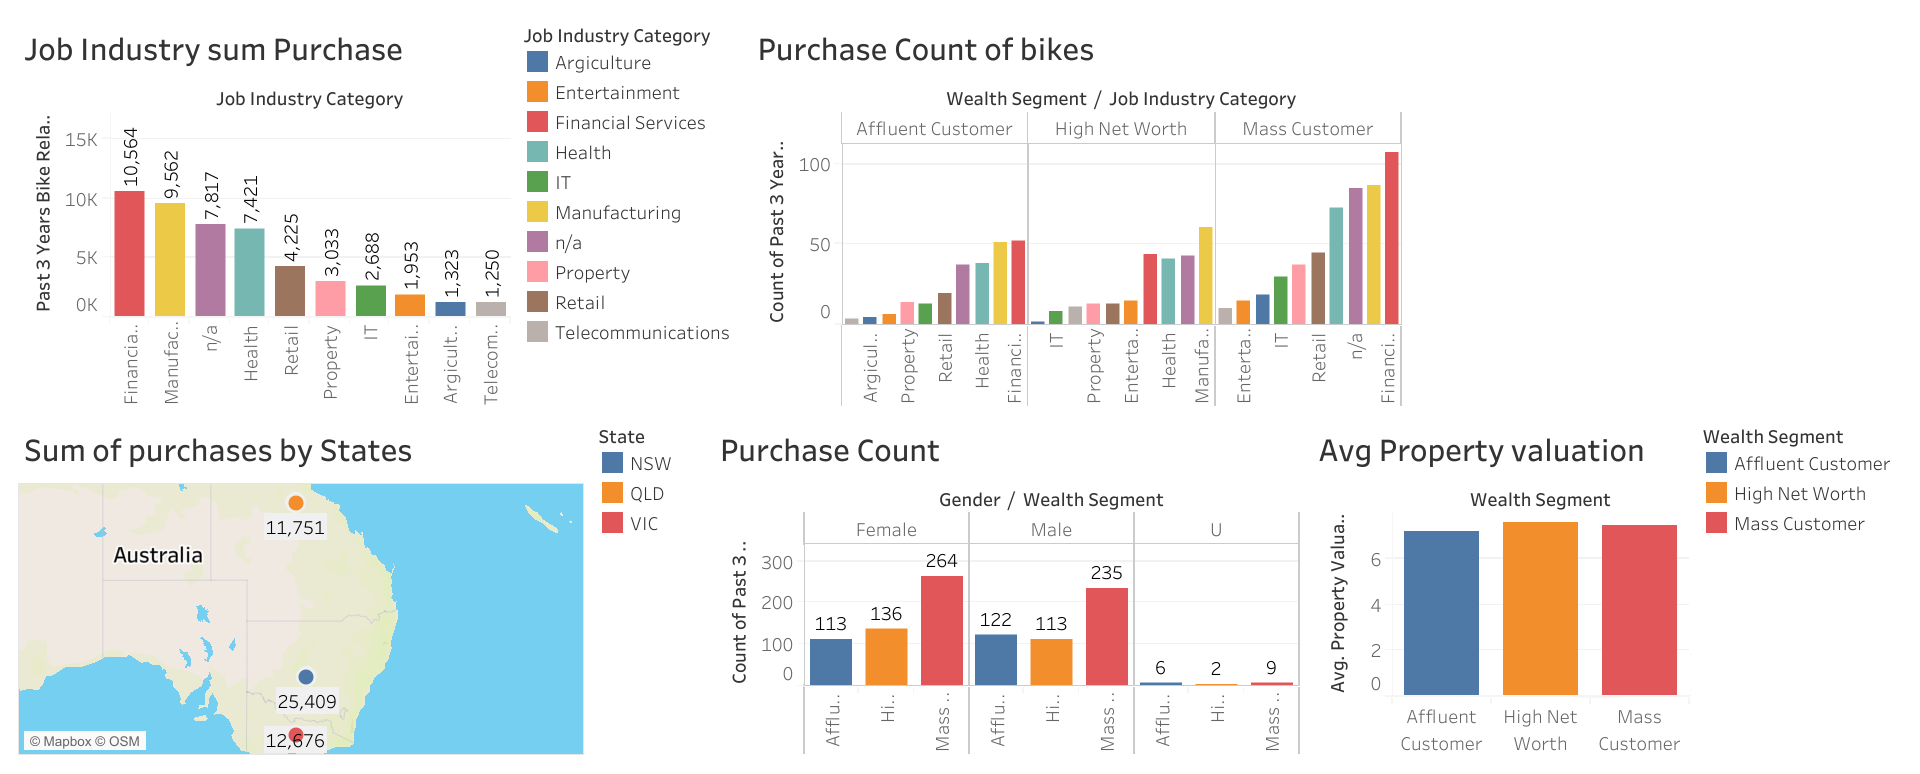 Job Industry sum Purchase
Job Industry Category
Past 3 Years Bike Rela..
15K
10K
5K
0K
10,564
9,562
7,817
7,421
4,225
3,033
2,688
1,953
1,323
1,250
Financia..
Manufac..
n/a
Health
Retail
Property
IT
Entertai..
Argicult..
Telecom..
Job Industry Category
Argiculture
Entertainment
Financial Services
Health
IT
Manufacturing
n/a
Property
Retail
Telecommunications
Purchase Count of bikes
Wealth Segment / Job Industry Category
Affluent Customer
High Net Worth
Mass Customer
Count of Past 3 Year..
100
50
0
Argicul..
Property
Retail
Health
Financi..
IT
Property
Enterta..
Health
Manufa..
Enterta..
IT
Retail
n/a
Financi..
Sum of purchases by States
11,751
Australia
25,409
12,676
© Mapbox © OSM
State
NSW
QLD
VIC
Purchase Count
Gender / Wealth Segment
Female
Male
U
Count of Past 3 ..
300
200
100
0
113
136
264
122
113
235
6
2
9
Afflu..
Hi..
Mass ..
Afflu..
Hi..
Mass ..
Afflu..
Hi..
Mass ..
Avg Property valuation
Wealth Segment
Avg. Property Valua..
6
4
2
0
Affluent
Customer
High Net
Worth
Mass
Customer
Wealth Segment
Affluent Customer
High Net Worth
Mass Customer